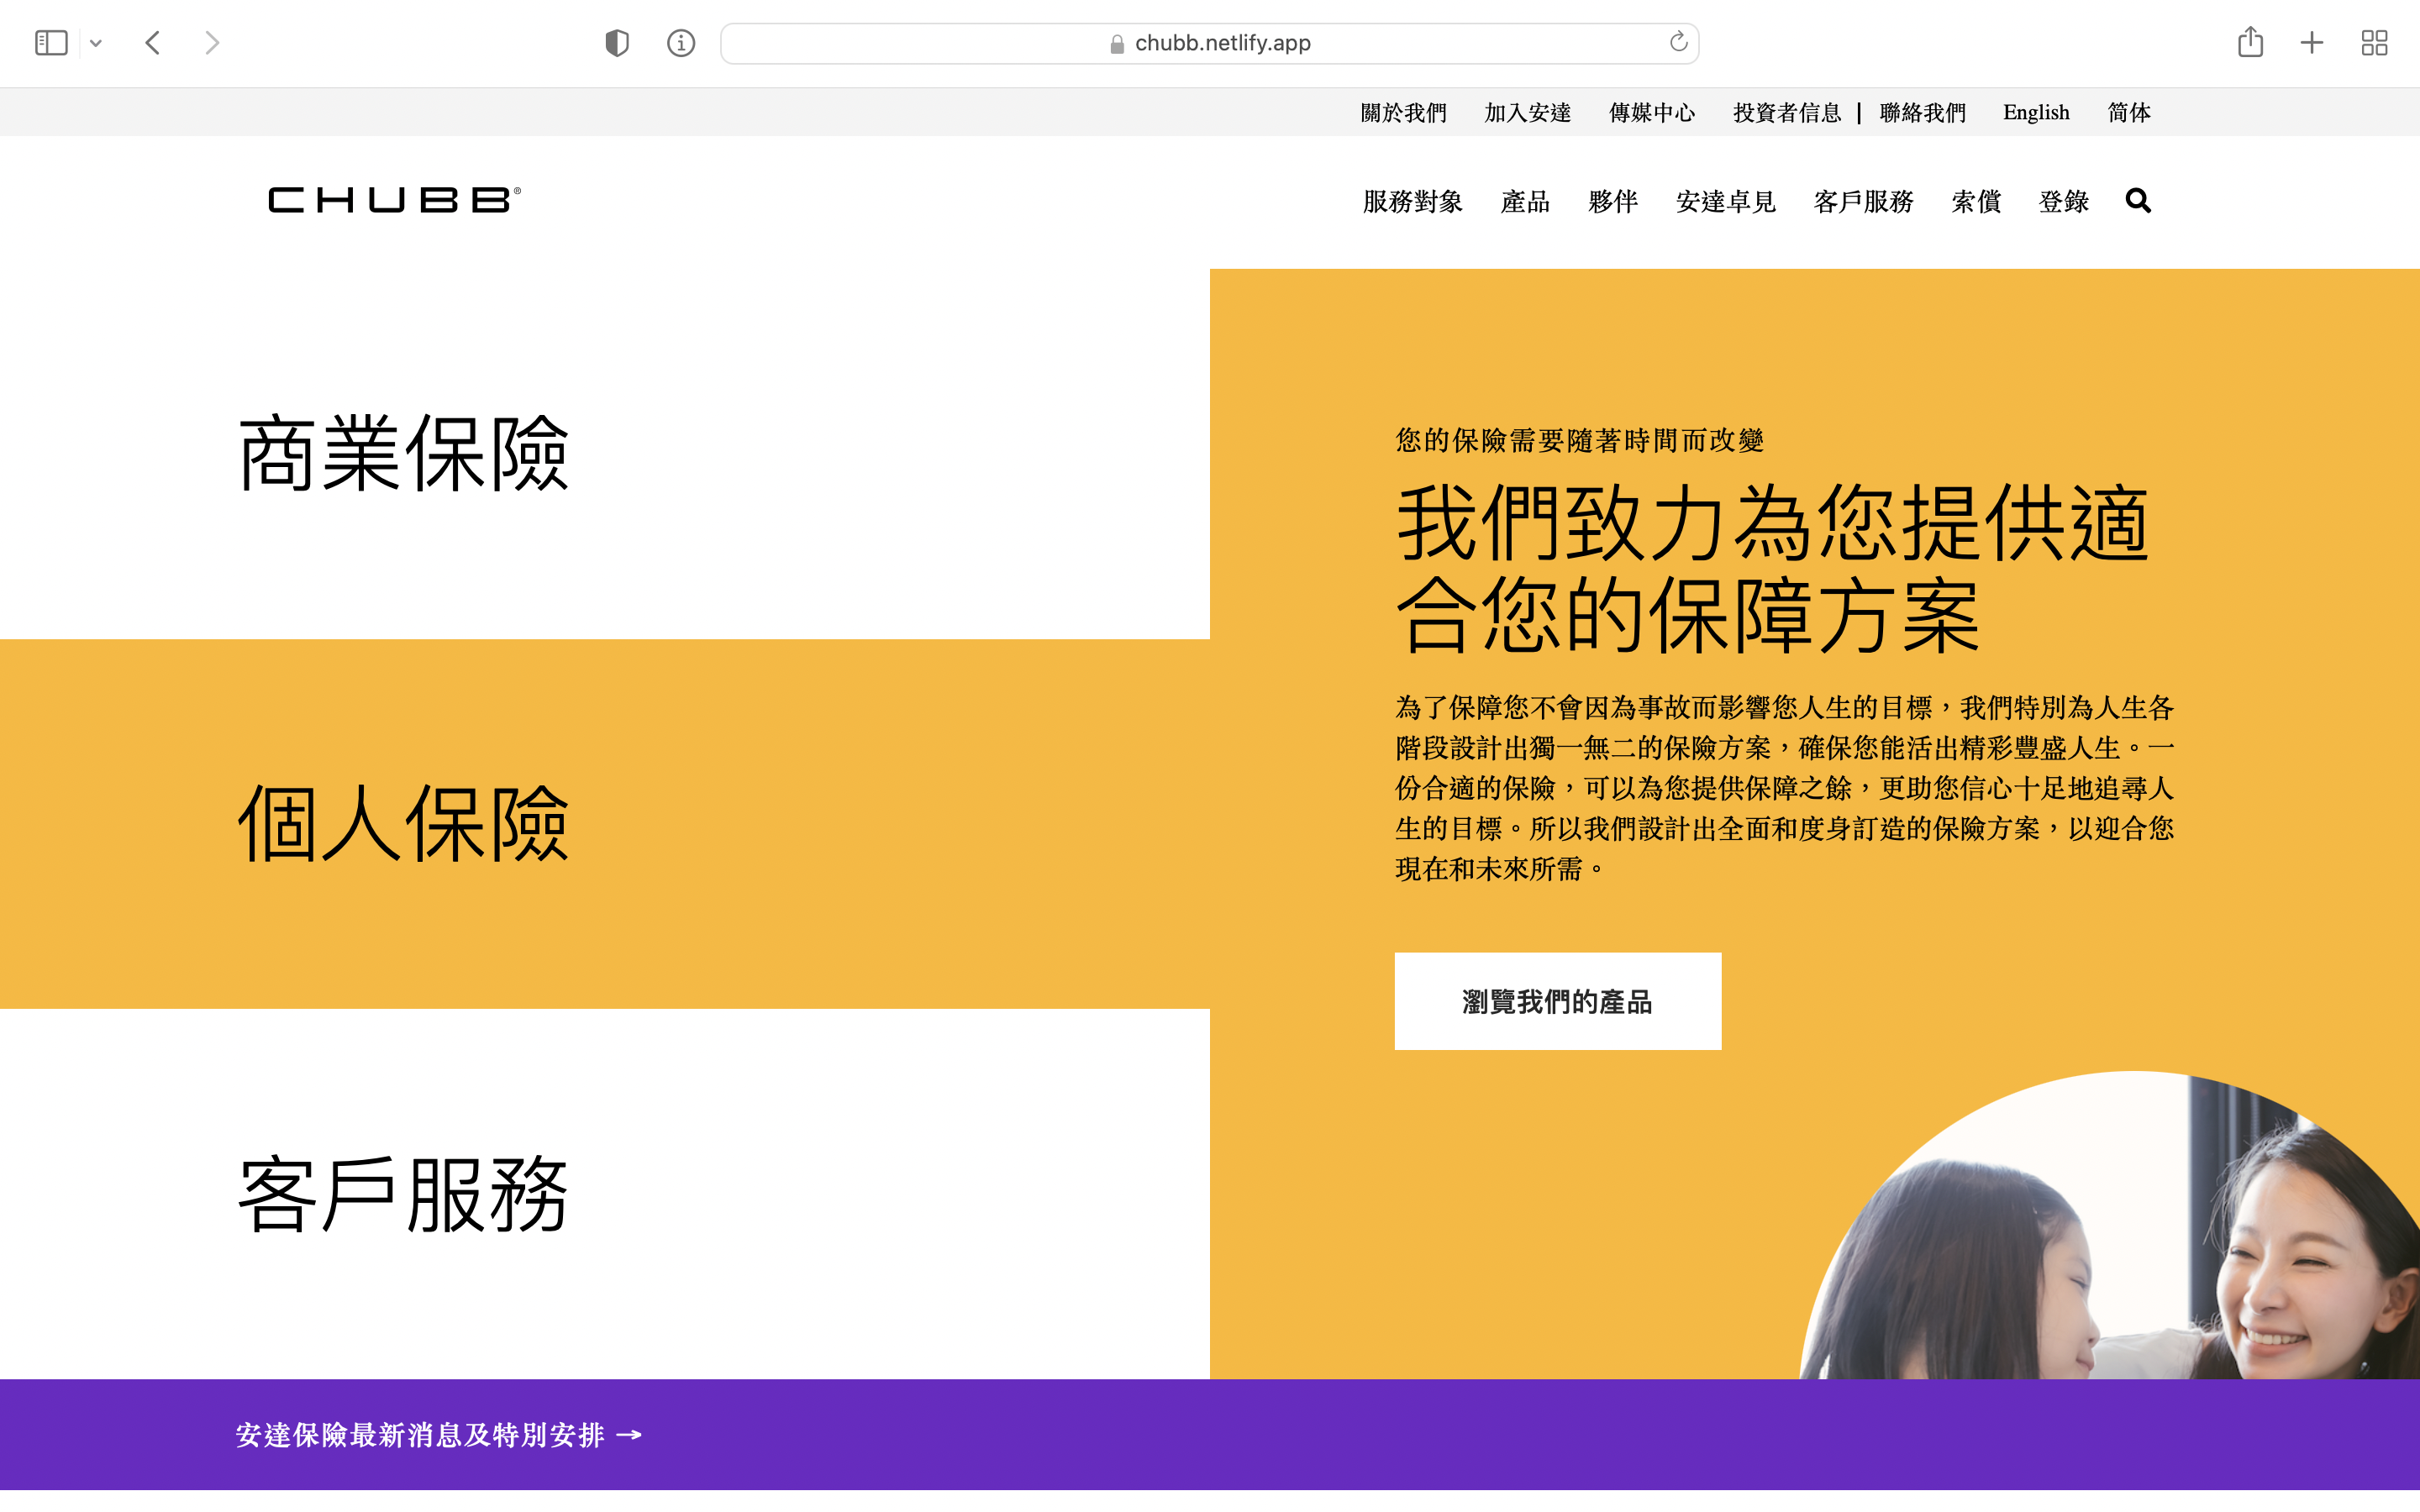 chubb.netlify.app
關於我們 加入安達 傳媒中心 投資者信息 | 聯絡我們 English 简体
CHUBB®
服務對象 產品 夥伴 安達卓見 客戶服務 索償 登錄
商業保險
個人保險
客戶服務
您的保險需要隨著時間而改變
我們致力為您提供適
合您的保障方案
為了保障您不會因為事故而影響您人生的目標，我們特別為人生各
階段設計出獨一無二的保險方案，確保您能活出精彩豐盛人生。一
份合適的保險，可以為您提供保障之餘，更助您信心十足地追尋人
生的目標。所以我們設計出全面和度身訂造的保險方案，以迎合您
現在和未來所需。
瀏覽我們的產品
安達保險最新消息及特別安排 →